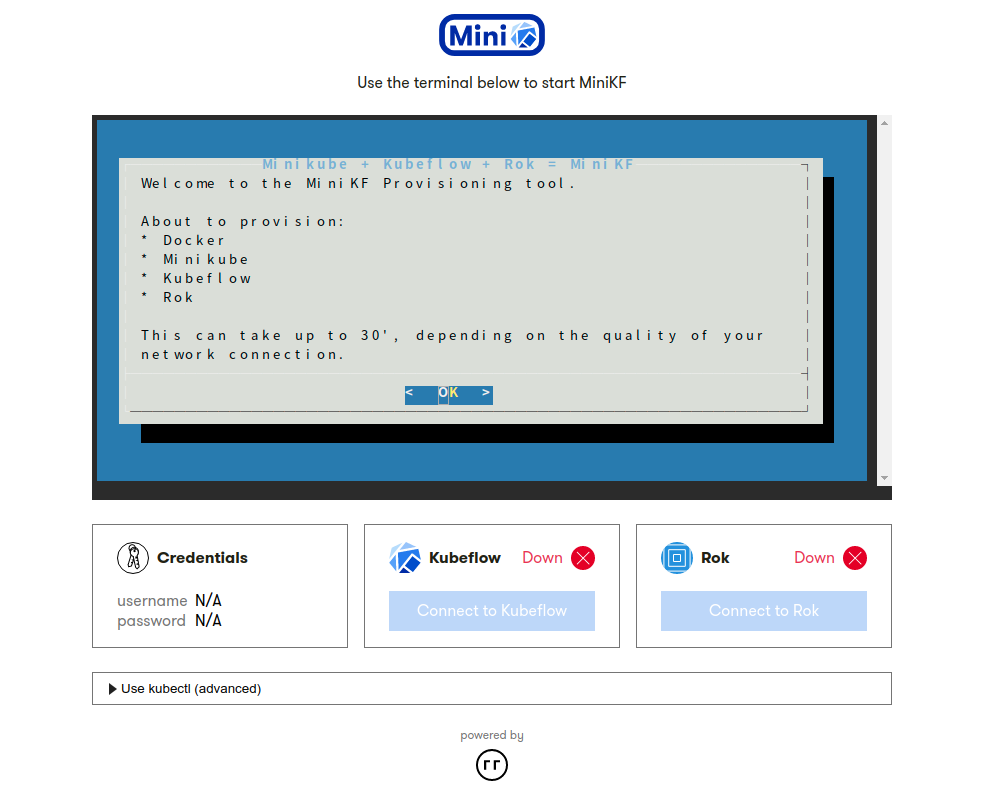 Mini
Use the terminal below to start MiniKF
Minikube + Kubeflow + Rok = MiniKF
Welcome to the MiniKF Provisioning tool.
About to provision:
* Docker
* Minikube
* Kubeflow
* Rok
This can take up to 30', depending on the quality of your
network connection.
< OK >
Credentials
username N/A
password N/A
Kubeflow Down
Connect to Kubeflow
Rok Down
Connect to Rok
Use kubectl (advanced)
powered by
rr